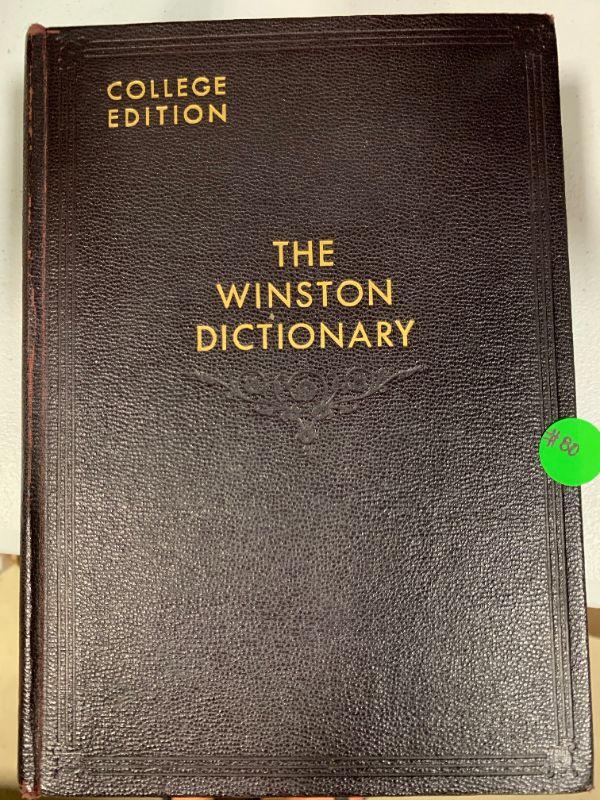 COLLEGE
EDITION
THE
WINSTON
DICTIONARY
#80